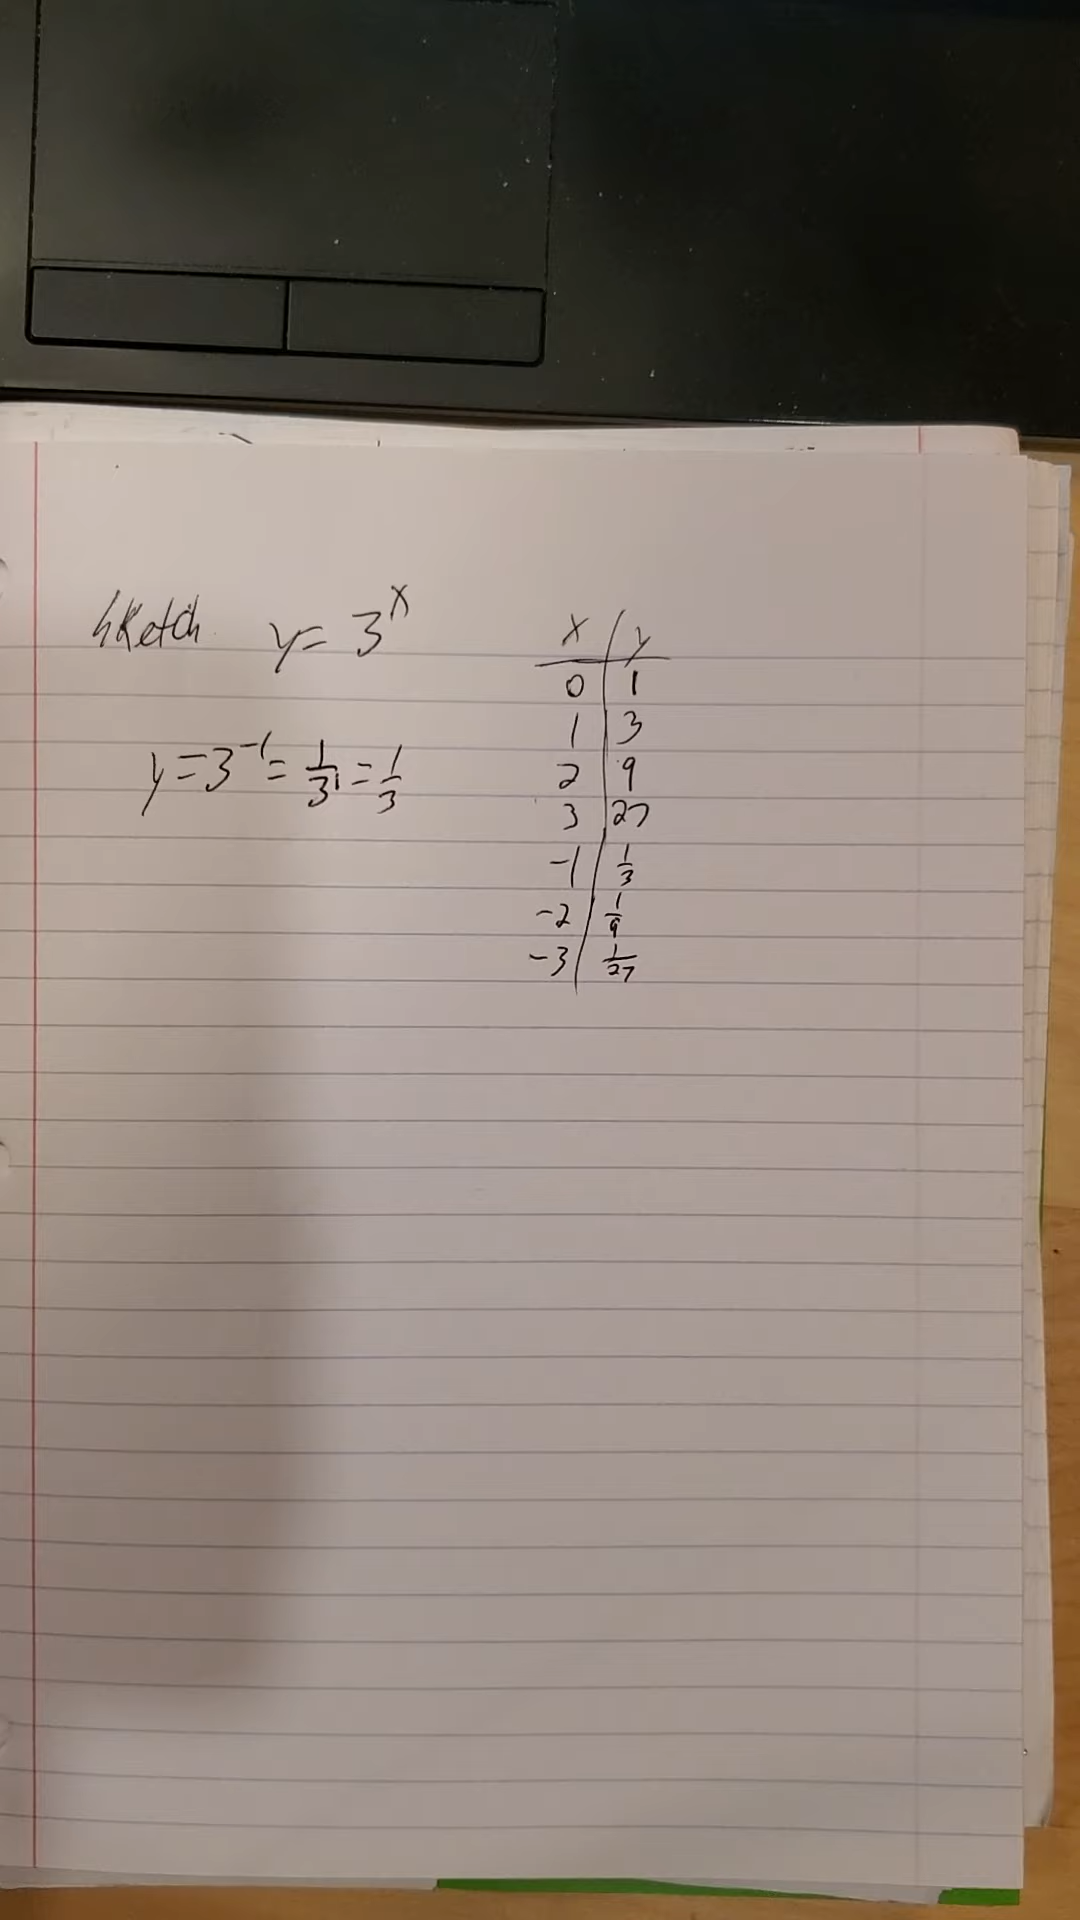 Sketch y = 3^x
y = 3^-1 = 1/3^1 = 1/3
x | y
0 | 1
1 | 3
2 | 9
3 | 27
-1 | 1/3
-2 | 1/9
-3 | 1/27